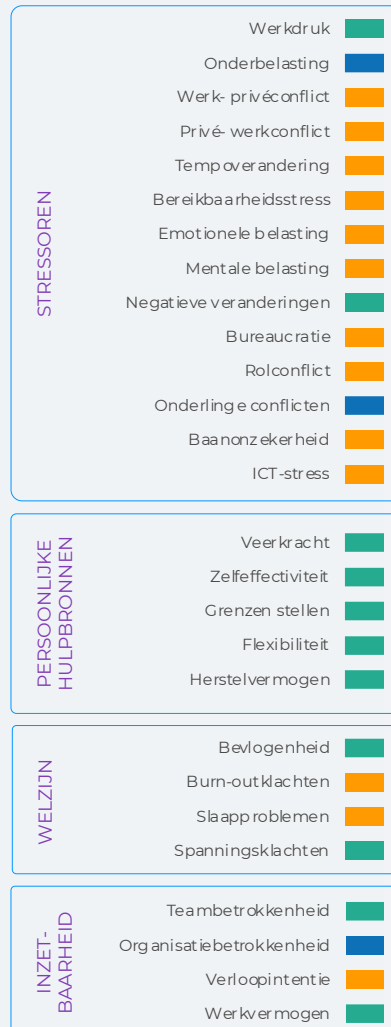 STRESSOREN
Werkdruk
Onderbelasting
Werk- privéconflict
Privé- werkconflict
Tempoverandering
Bereikbaarheidsstress
Emotionele belasting
Mentale belasting
Negatieve veranderingen
Bureaucratie
Rolconflict
Onderlinge conflicten
Baanonzekerheid
ICT-stress
PERSOONLIJKE
HULPBRONNEN
Veerkracht
Zelfeffectiviteit
Grenzen stellen
Flexibiliteit
Herstelvermogen
WELZIJN
Bevlogenheid
Burn-outklachten
Slaapproblemen
Spanningsklachten
INZET-
BAARHEID
Teambetrokkenheid
Organisatiebetrokkenheid
Verloopintentie
Werkvermogen